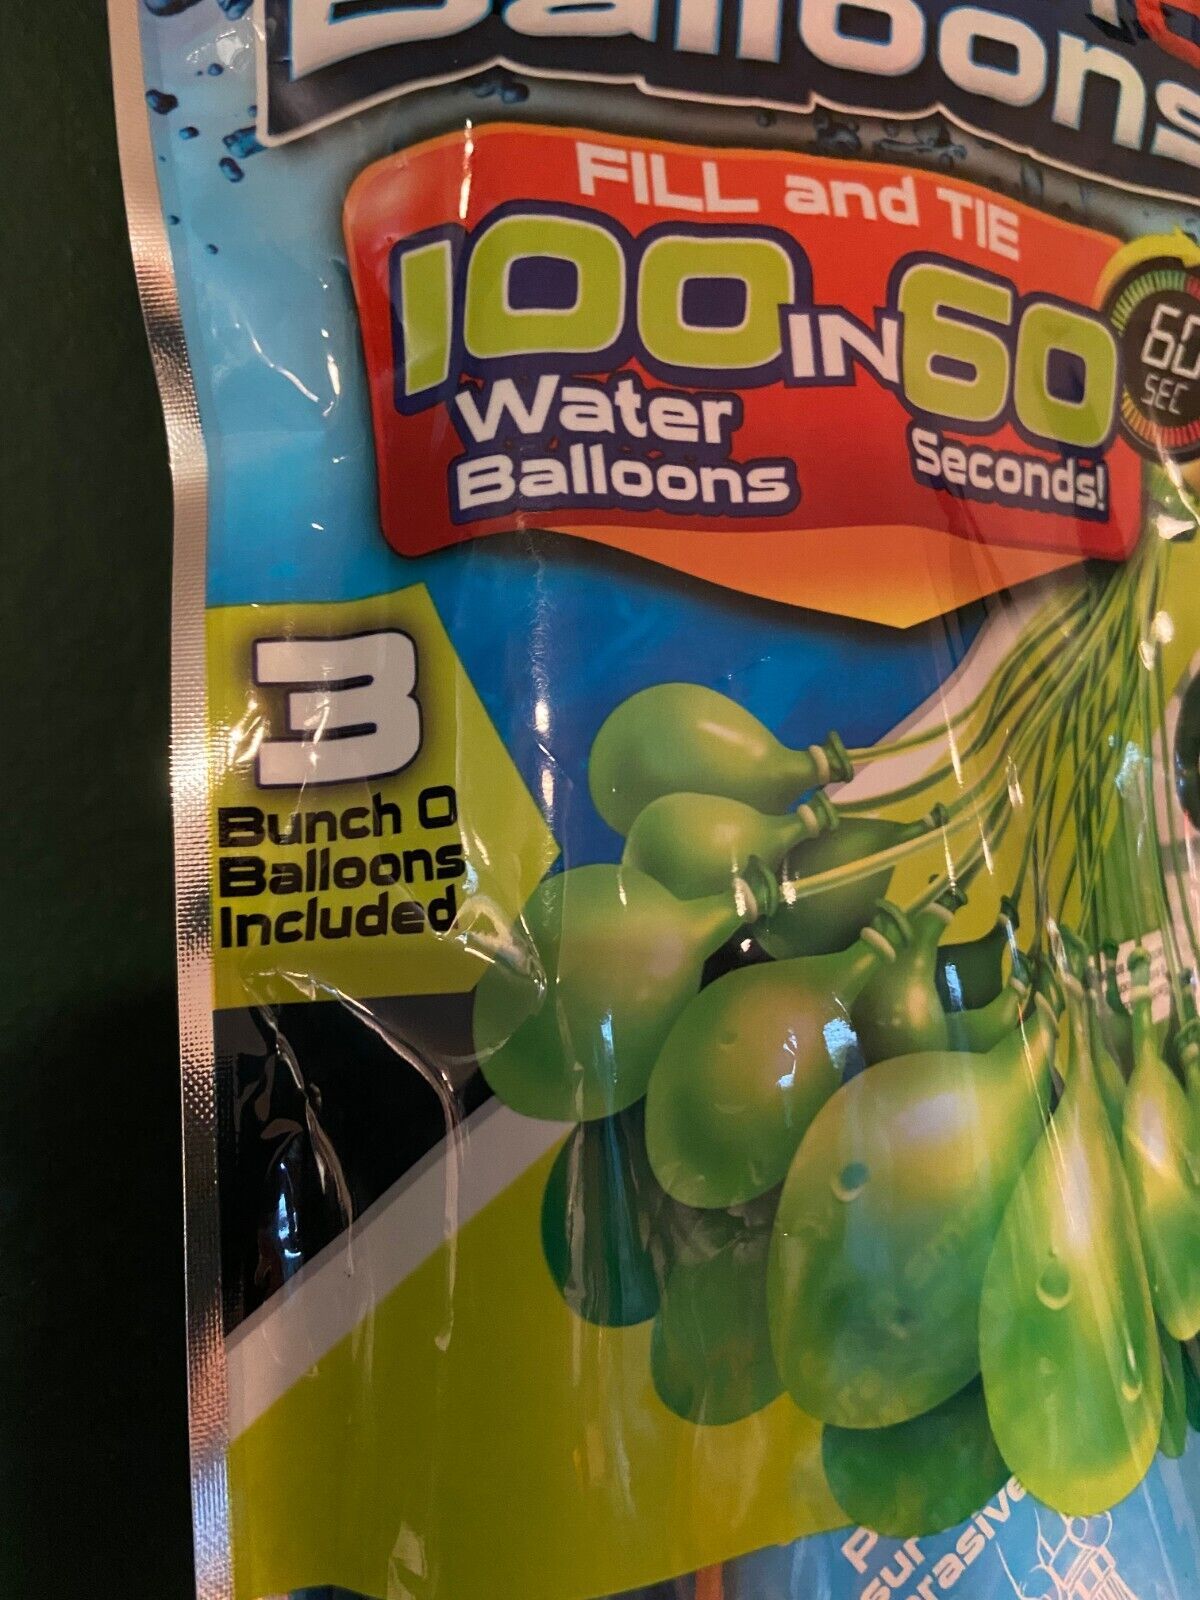 Balloons
FILL and TIE
100 IN 60
Water
Balloons
Seconds!
60
SEC
3
Bunch O
Balloons
Included